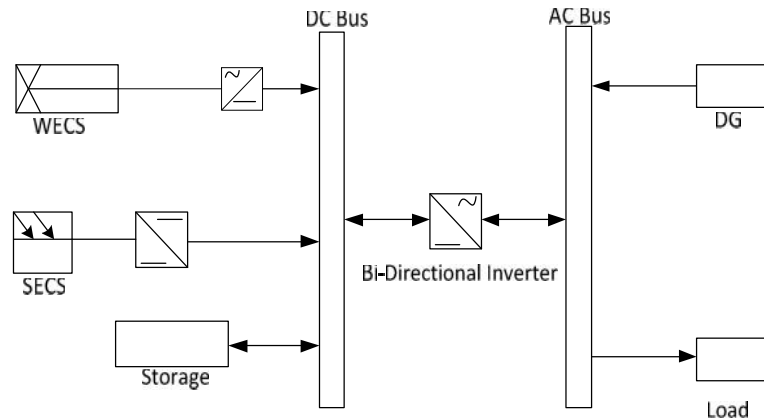 DC Bus
AC Bus
WECS
DG
SECS
Bi-Directional Inverter
Storage
Load